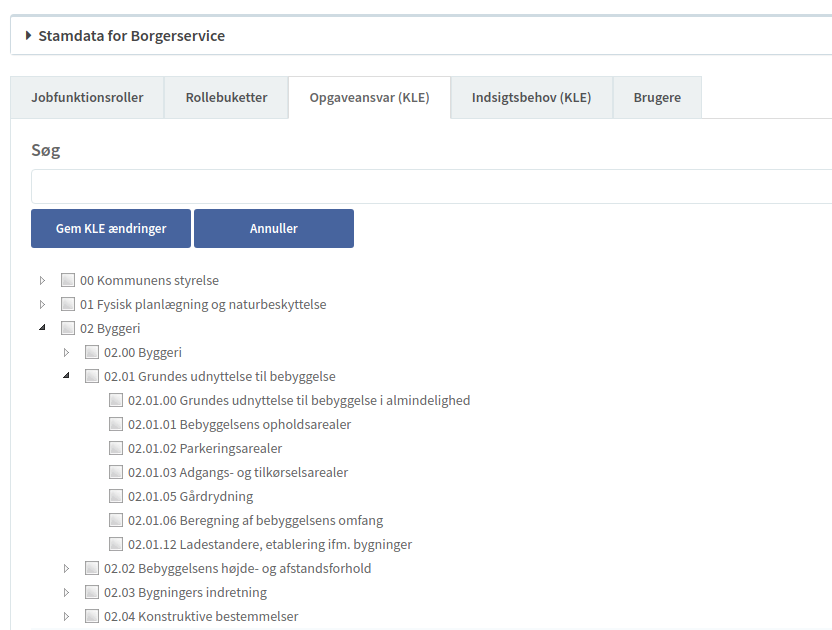 Stamdata for Borgerservice
Jobfunktionsroller Rollebuketter Opgaveansvar (KLE) Indsigtsbehov (KLE) Brugere
Søg
Gem KLE ændringer Annuller
00 Kommunens styrelse
01 Fysisk planlægning og naturbeskyttelse
02 Byggeri
02.00 Byggeri
02.01 Grundes udnyttelse til bebyggelse
02.01.00 Grundes udnyttelse til bebyggelse i almindelighed
02.01.01 Bebyggelsens opholdsarealer
02.01.02 Parkeringsarealer
02.01.03 Adgangs- og tilkørselsarealer
02.01.05 Gårdrydning
02.01.06 Beregning af bebyggelsens omfang
02.01.12 Ladestandere, etablering ifm. bygninger
02.02 Bebyggelsens højde- og afstandsforhold
02.03 Bygningers indretning
02.04 Konstruktive bestemmelser